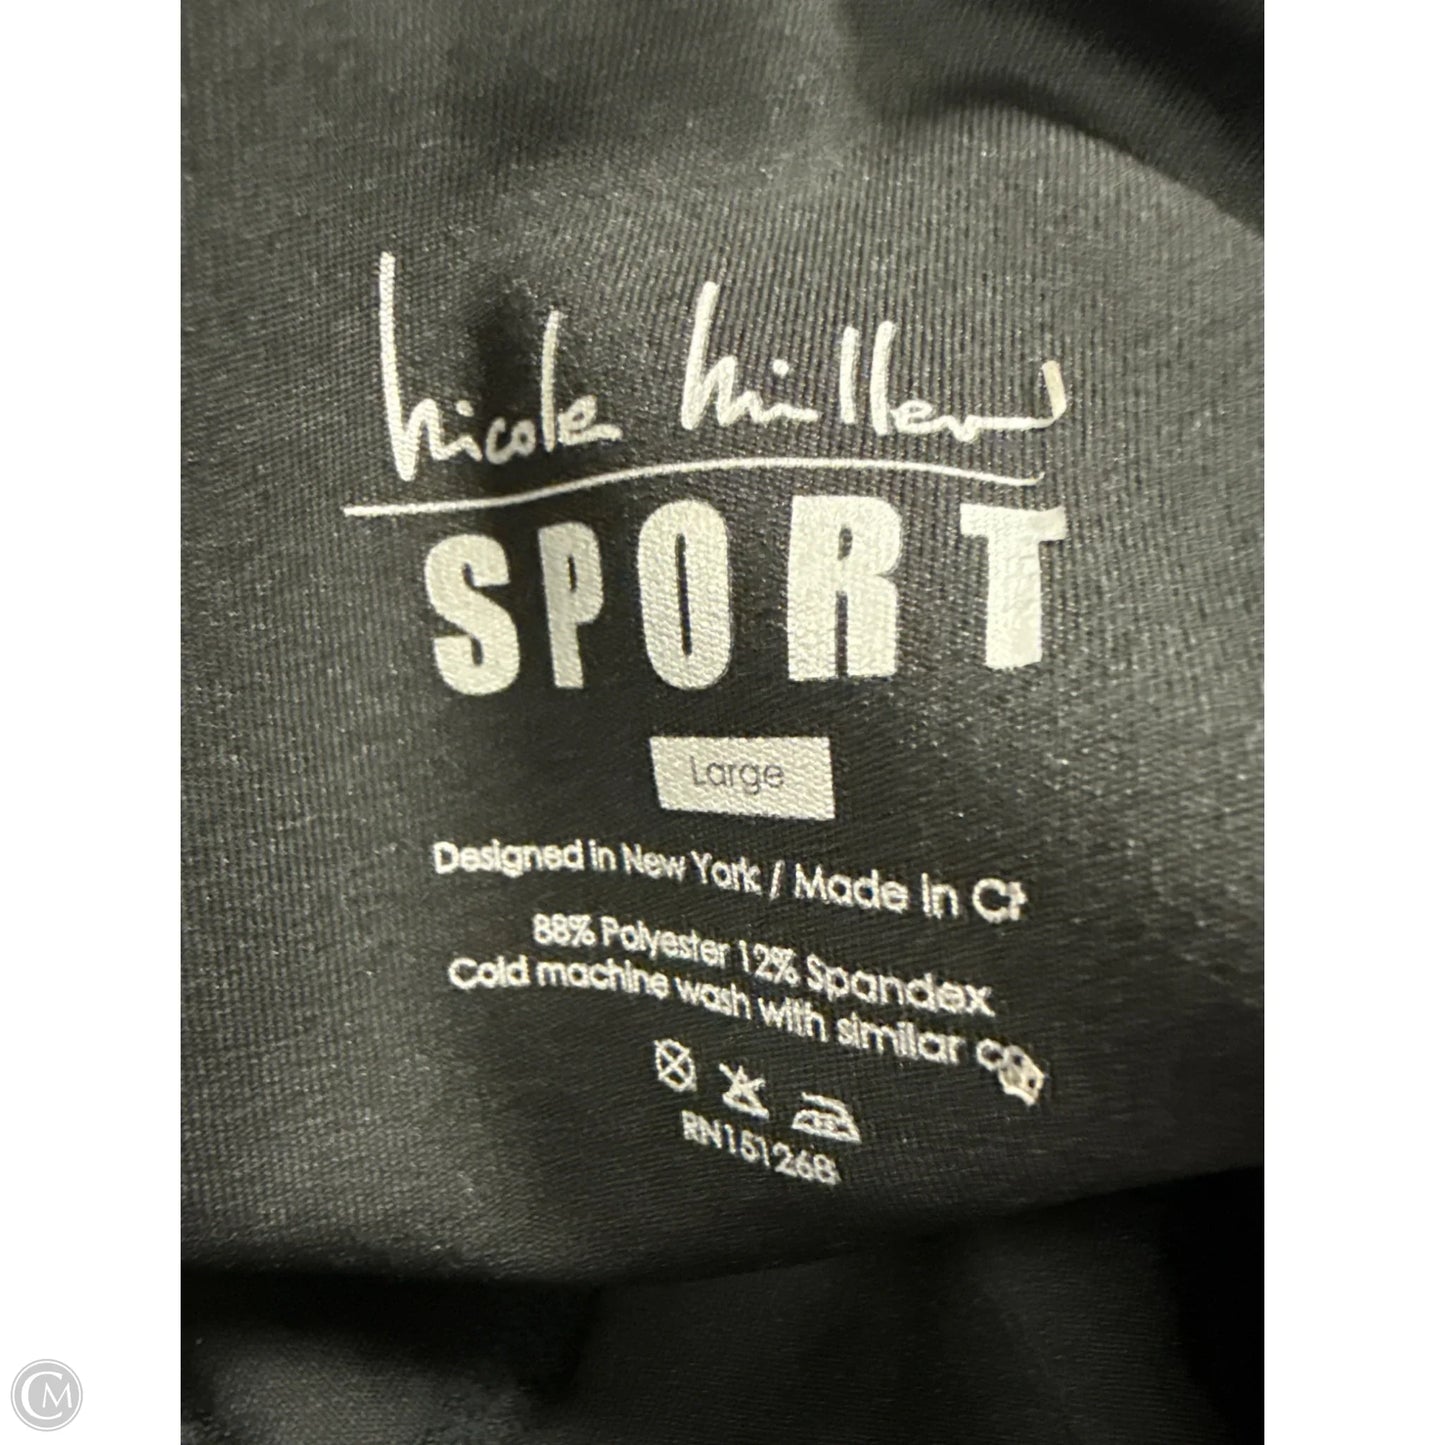 Nicole Miller
SPORT
Large
Designed in New York / Made in
88% Polyester 12% Spandex
Cold machine wash with similar
RN151268
CM